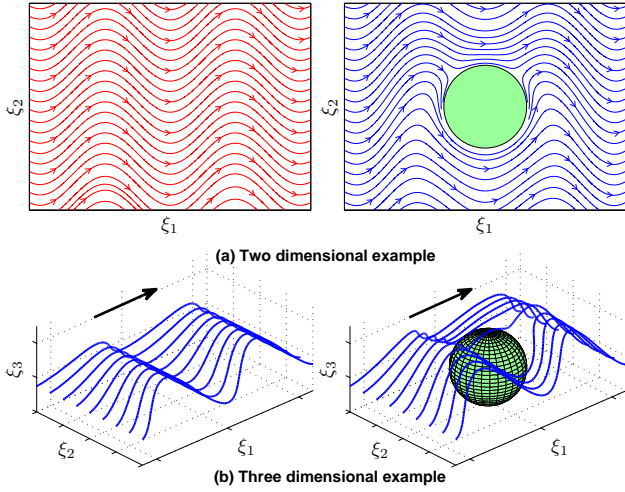 ξ2
ξ1
ξ2
ξ1
(a) Two dimensional example
ξ3
ξ2
ξ1
ξ3
ξ2
ξ1
(b) Three dimensional example